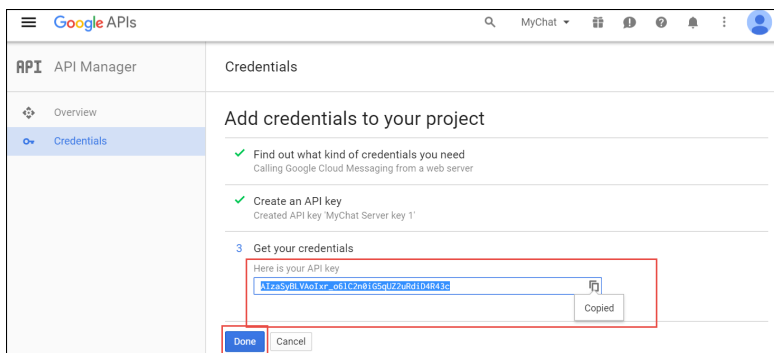 Google APIs
MyChat
API API Manager
Credentials
Overview
Credentials
Add credentials to your project
Find out what kind of credentials you need
Calling Google Cloud Messaging from a web server
Create an API key
Created API key 'MyChat Server key 1'
3 Get your credentials
Here is your API key
AIzaSyBLVAoIxr_o6lC2n0iG5qUZ2uRdiD4R43c
Copied
Done
Cancel